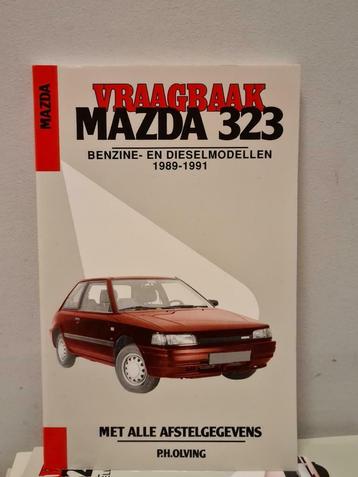 MAZDA
VRAAGBAAK
MAZDA 323
BENZINE- EN DIESELMODELLEN
1989-1991
MET ALLE AFSTELGEGEVENS
P.H.OLVING